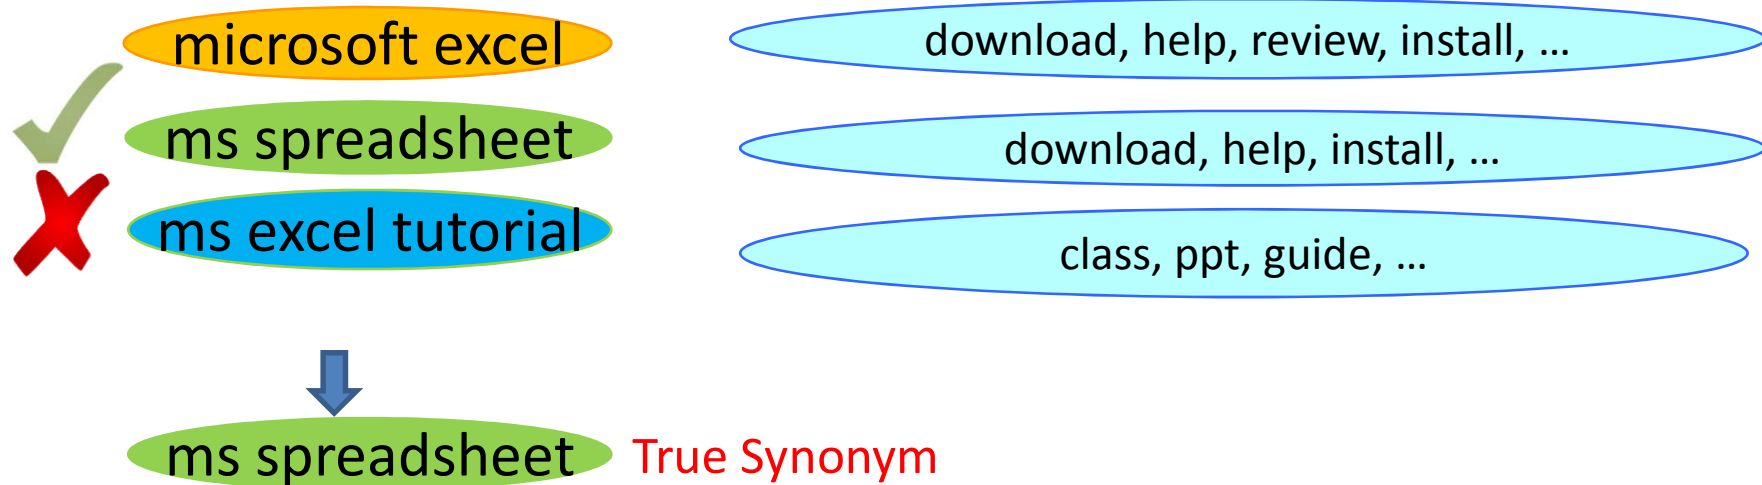 microsoft excel
download, help, review, install, ...
ms spreadsheet
download, help, install, ...
ms excel tutorial
class, ppt, guide, ...
ms spreadsheet
True Synonym